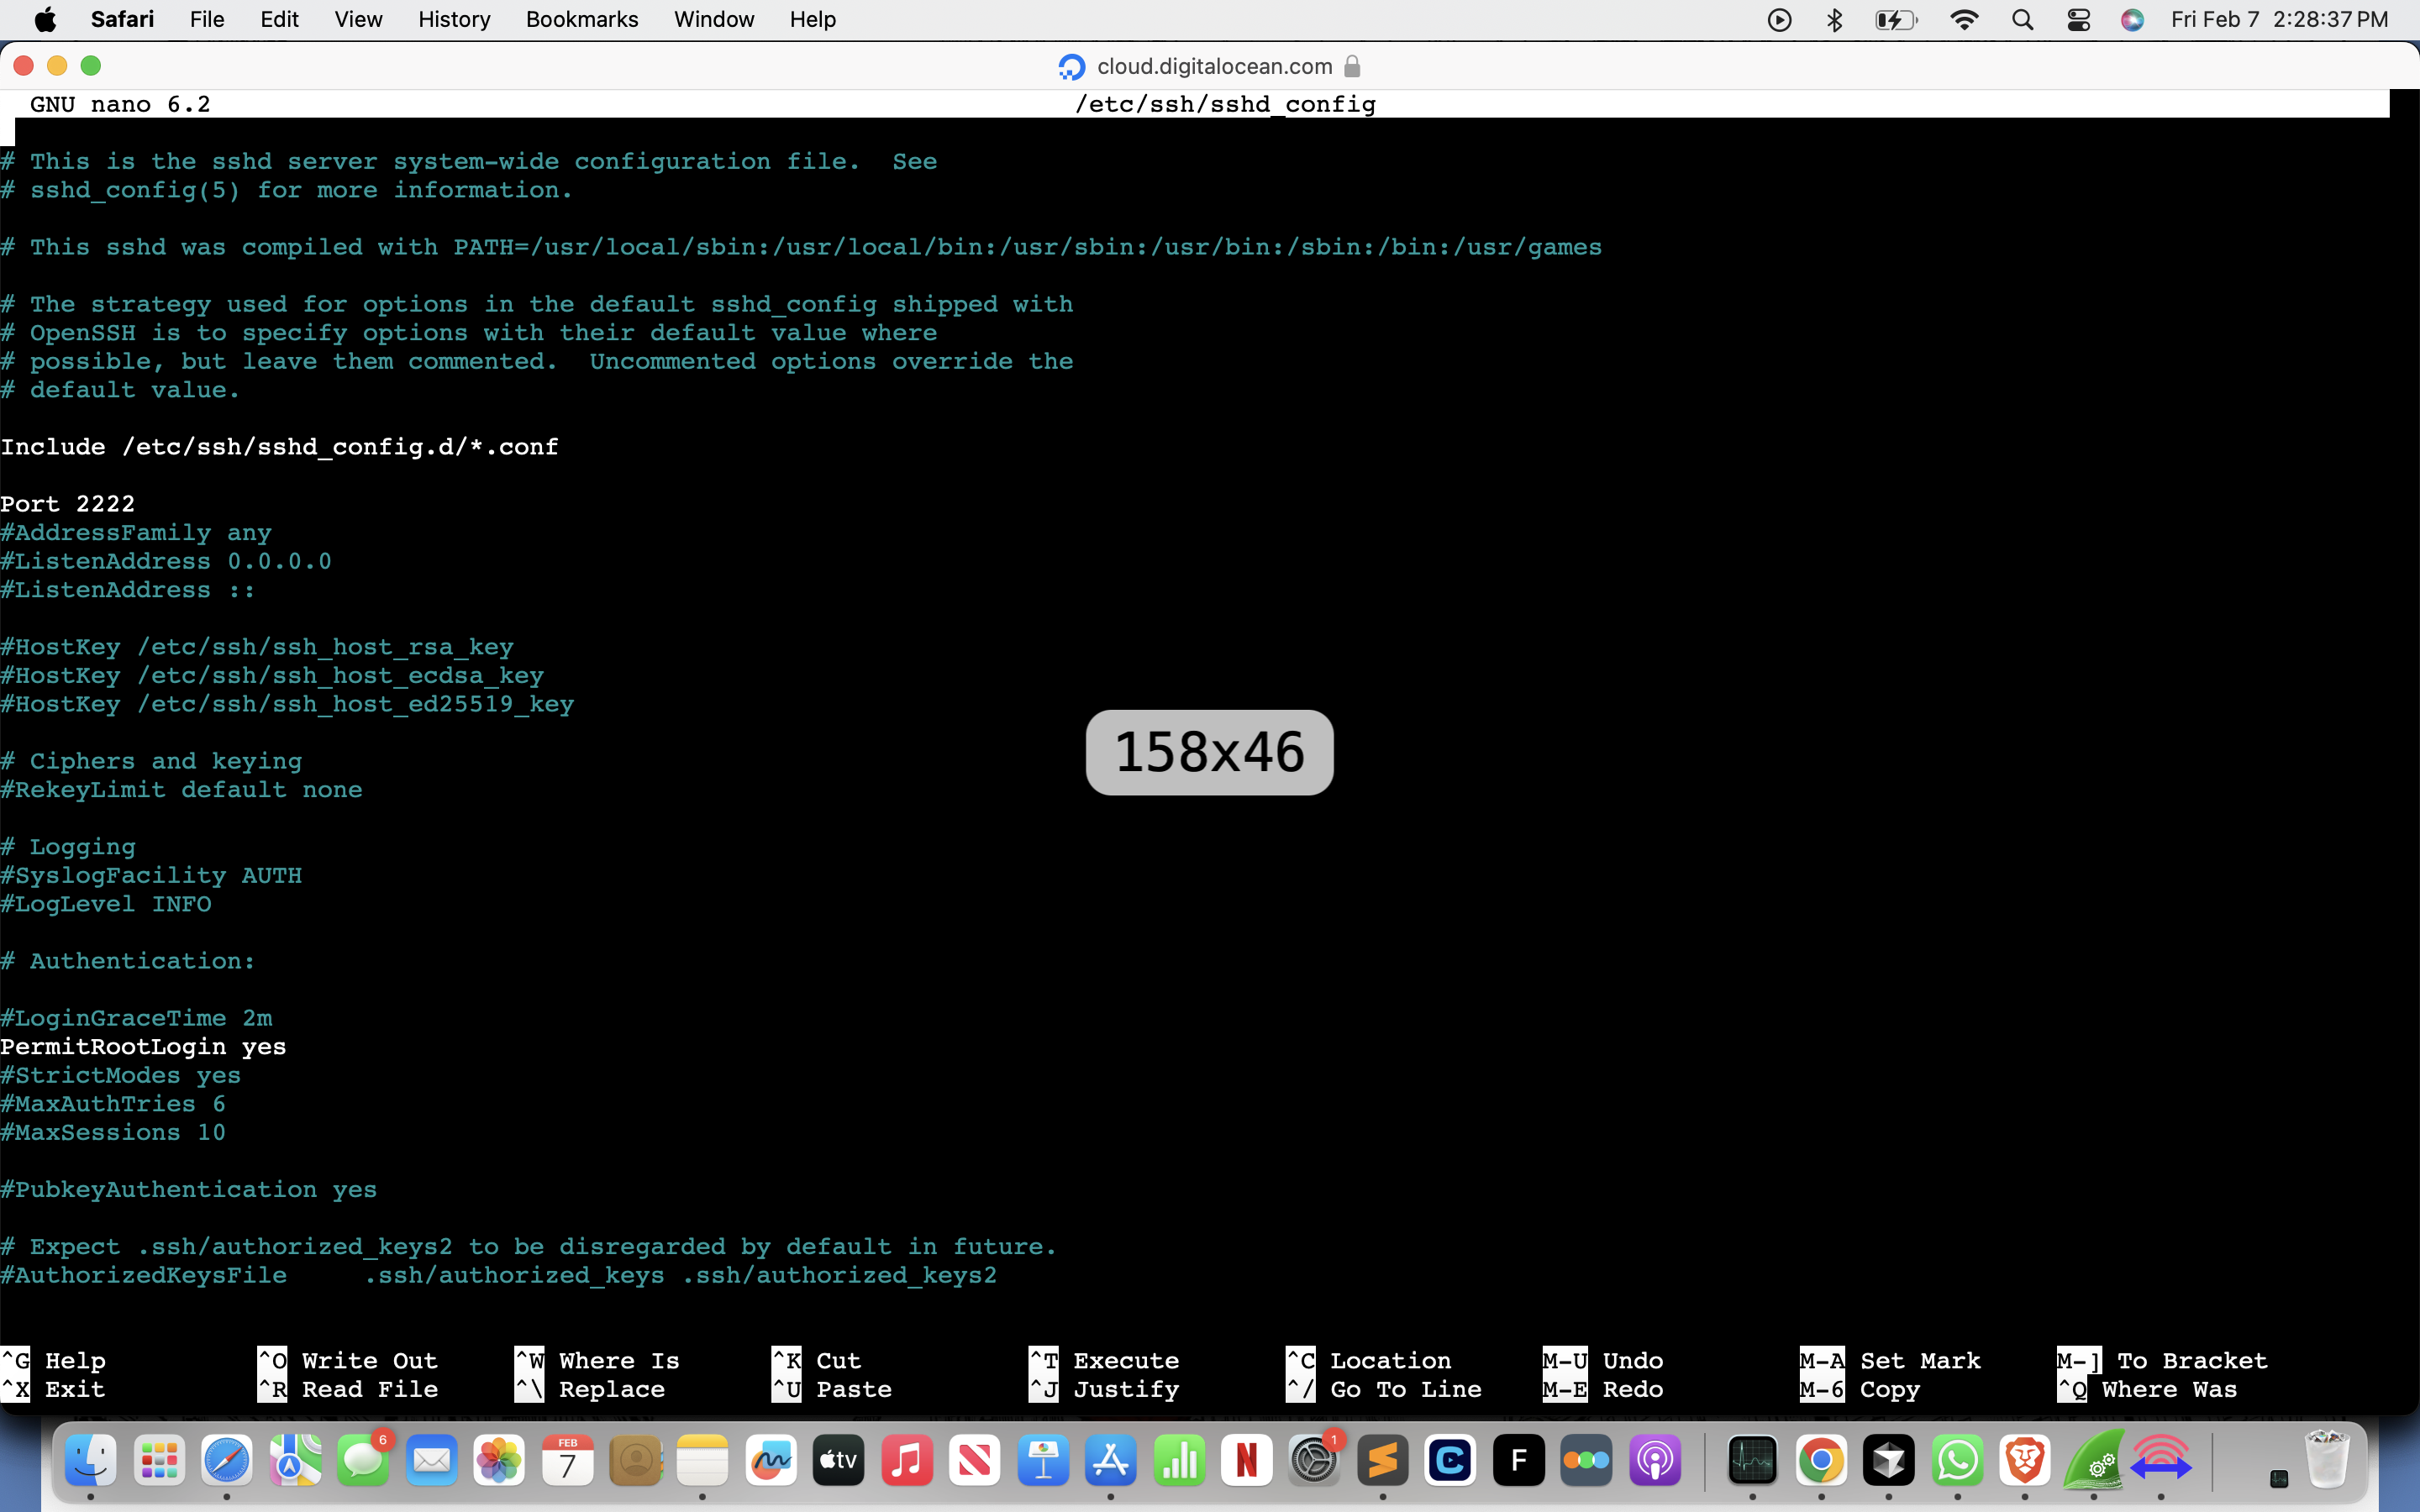 Safari File Edit View History Bookmarks Window Help Fri Feb 7 2:28:37 PM
cloud.digitalocean.com
GNU nano 6.2 /etc/ssh/sshd_config
# This is the sshd server system-wide configuration file.  See
# sshd_config(5) for more information.
# This sshd was compiled with PATH=/usr/local/sbin:/usr/local/bin:/usr/sbin:/usr/bin:/sbin:/bin:/usr/games
# The strategy used for options in the default sshd_config shipped with
# OpenSSH is to specify options with their default value where
# possible, but leave them commented.  Uncommented options override the
# default value.
Include /etc/ssh/sshd_config.d/*.conf
Port 2222
#AddressFamily any
#ListenAddress 0.0.0.0
#ListenAddress ::
#HostKey /etc/ssh/ssh_host_rsa_key
#HostKey /etc/ssh/ssh_host_ecdsa_key
#HostKey /etc/ssh/ssh_host_ed25519_key
158x46
# Ciphers and keying
#RekeyLimit default none
# Logging
#SyslogFacility AUTH
#LogLevel INFO
# Authentication:
#LoginGraceTime 2m
PermitRootLogin yes
#StrictModes yes
#MaxAuthTries 6
#MaxSessions 10
#PubkeyAuthentication yes
# Expect .ssh/authorized_keys2 to be disregarded by default in future.
#AuthorizedKeysFile     .ssh/authorized_keys .ssh/authorized_keys2
^G Help ^O Write Out ^W Where Is ^K Cut ^T Execute ^C Location M-U Undo M-A Set Mark M-] To Bracket
^X Exit ^R Read File ^\ Replace ^U Paste ^J Justify ^/ Go To Line M-E Redo M-6 Copy ^Q Where Was
6 FEB 7 tv N 1 C F